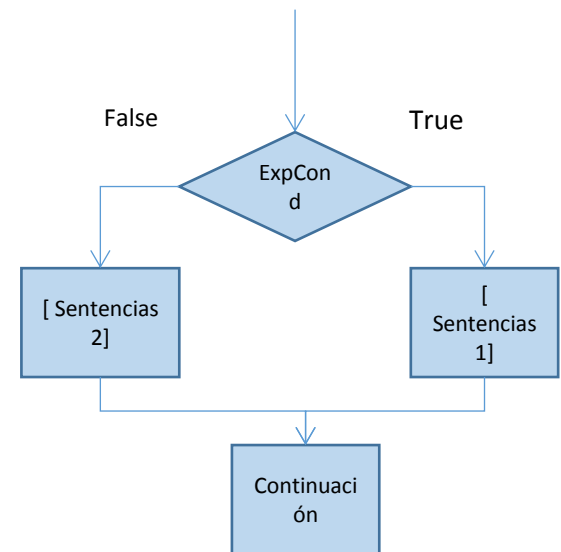 False
True
ExpCon
d
[ Sentencias
2]
[
Sentencias
1]
Continuaci
ón